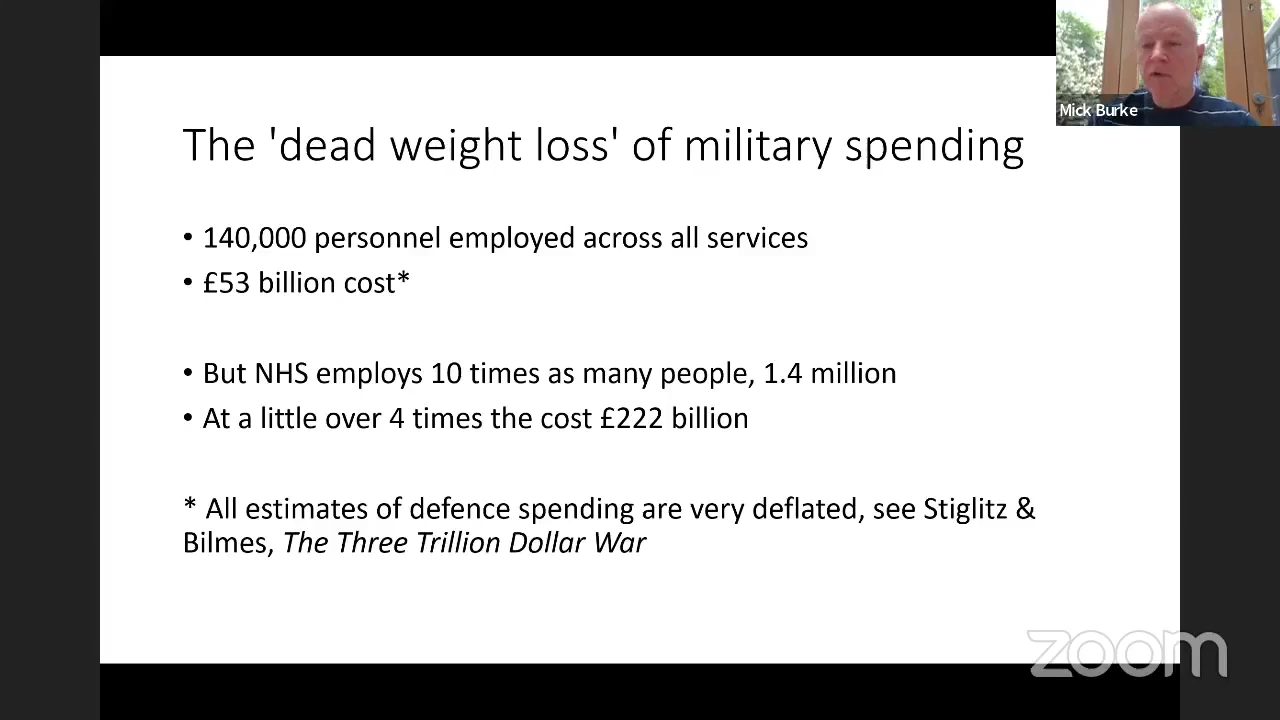 Mick Burke
The 'dead weight loss' of military spending
• 140,000 personnel employed across all services
• £53 billion cost*
• But NHS employs 10 times as many people, 1.4 million
• At a little over 4 times the cost £222 billion
* All estimates of defence spending are very deflated, see Stiglitz &
Bilmes, The Three Trillion Dollar War
zoom